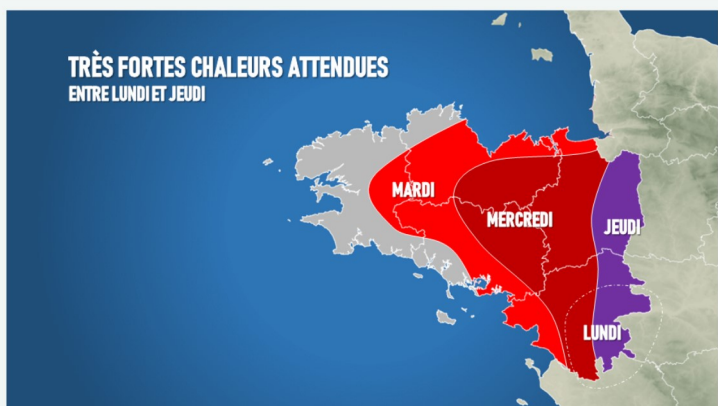 TRÈS FORTES CHALEURS ATTENDUES
ENTRE LUNDI ET JEUDI
MARDI
MERCREDI
JEUDI
LUNDI